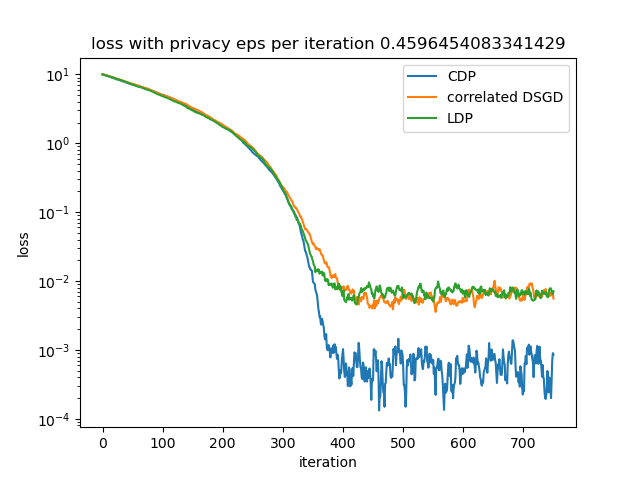 loss with privacy eps per iteration 0.4596454083341429
CDP
correlated DSGD
LDP
10^1
10^0
10^-1
10^-2
10^-3
10^-4
loss
0 100 200 300 400 500 600 700
iteration